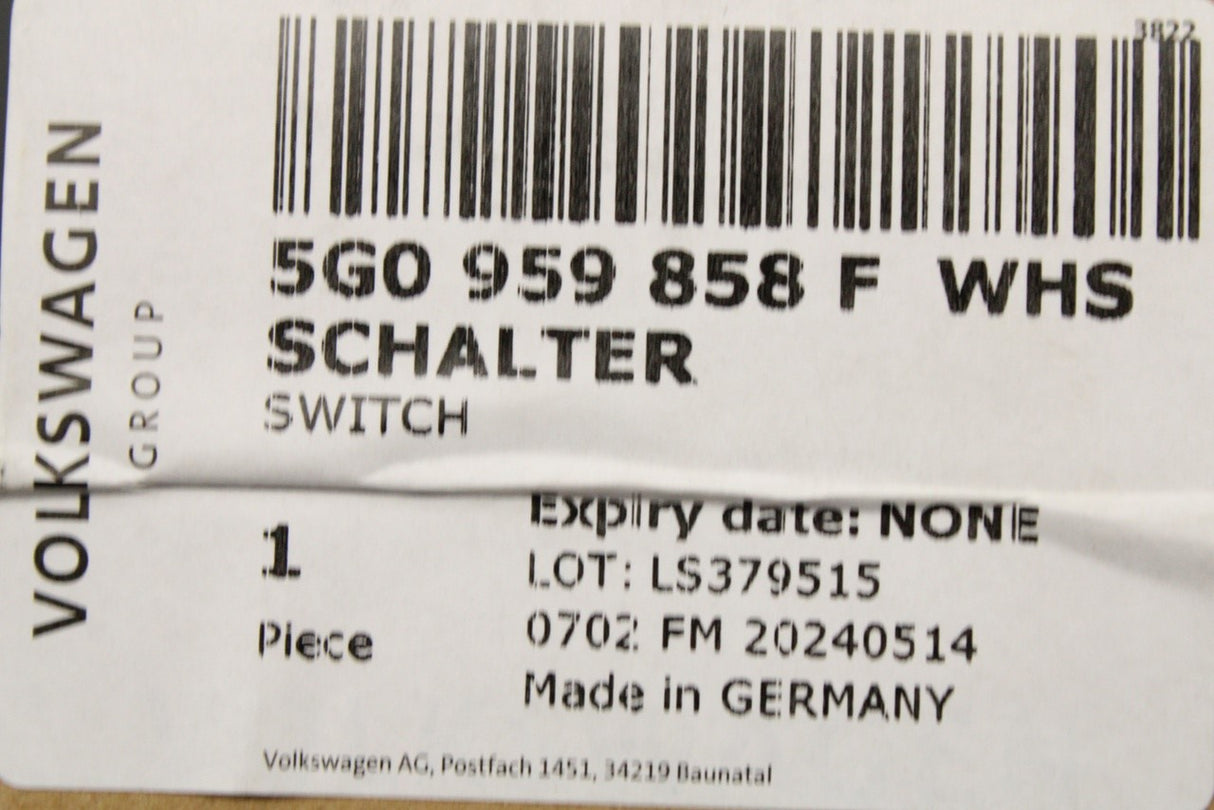 3822
5G0 959 858 F WHS
SCHALTER
SWITCH
VOLKSWAGEN
GROUP
1
Piece
Expiry date: NONE
LOT: LS379515
0702 FM 20240514
Made in GERMANY
Volkswagen AG, Postfach 1451, 34219 Baunatal